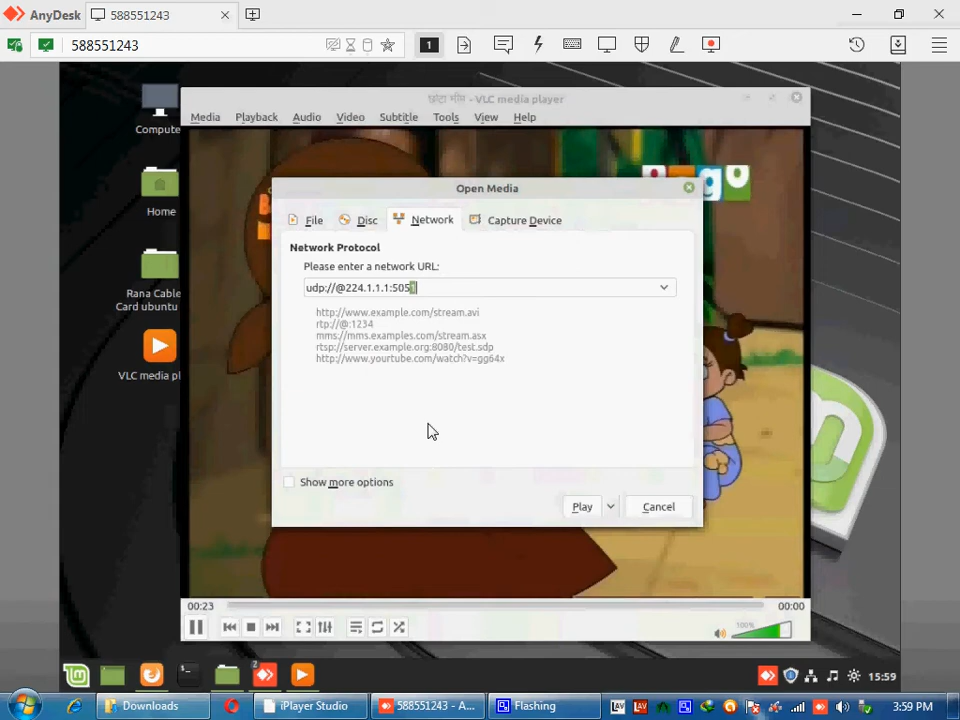 AnyDesk
588551243
588551243
1
छोटा भीम - VLC media player
Compute
Media Playback Audio Video Subtitle Tools View Help
Open Media
File Disc Network Capture Device
Home
Network Protocol
Please enter a network URL:
udp://@224.1.1.1:505
http://www.example.com/stream.avi
rtp://@:1234
mms://mms.examples.com/stream.asx
rtsp://server.example.org:8080/test.sdp
http://www.yourtube.com/watch?v=gg64x
Rana Cable
Card ubuntu
VLC media pl
Show more options
Play Cancel
00:23 00:00
100%
2
15:59
Downloads iPlayer Studio 588551243 - A... Flashing LAV LAV 3:59 PM